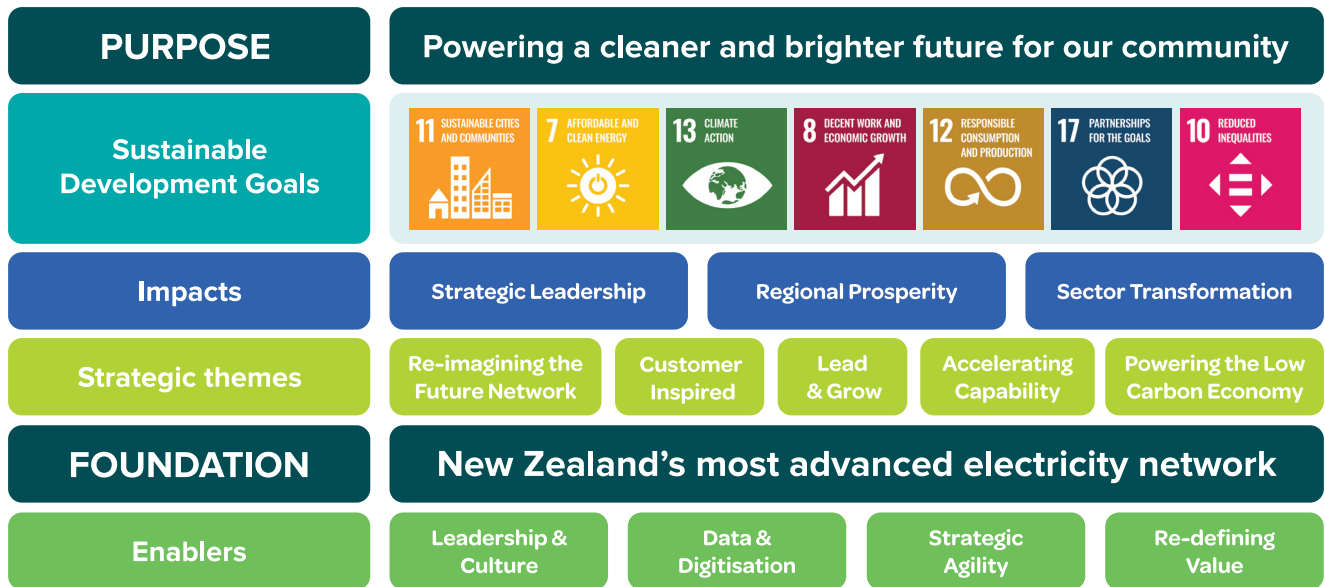 PURPOSE
Powering a cleaner and brighter future for our community
Sustainable
Development Goals
11 SUSTAINABLE CITIES
AND COMMUNITIES
7 AFFORDABLE AND
CLEAN ENERGY
13 CLIMATE
ACTION
8 DECENT WORK AND
ECONOMIC GROWTH
12 RESPONSIBLE
CONSUMPTION
AND PRODUCTION
17 PARTNERSHIPS
FOR THE GOALS
10 REDUCED
INEQUALITIES
Impacts
Strategic Leadership
Regional Prosperity
Sector Transformation
Strategic themes
Re-imagining the
Future Network
Customer
Inspired
Lead
& Grow
Accelerating
Capability
Powering the Low
Carbon Economy
FOUNDATION
New Zealand’s most advanced electricity network
Enablers
Leadership &
Culture
Data &
Digitisation
Strategic
Agility
Re-defining
Value